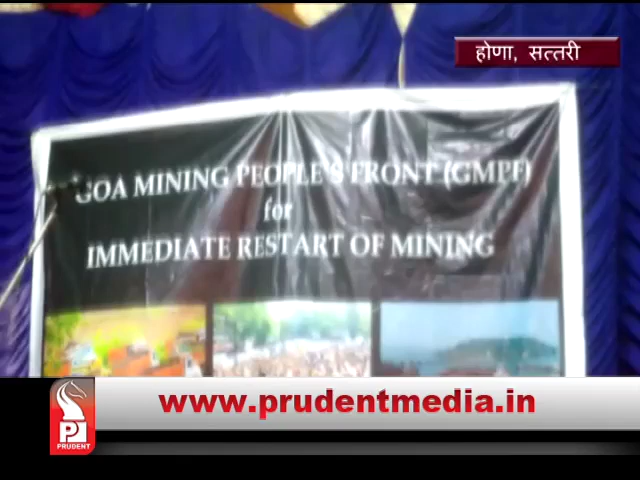 होणा, सत्तरी
GOA MINING PEOPLE'S FRONT (GMPF)
for
IMMEDIATE RESTART OF MINING
www.prudentmedia.in
PRUDENT